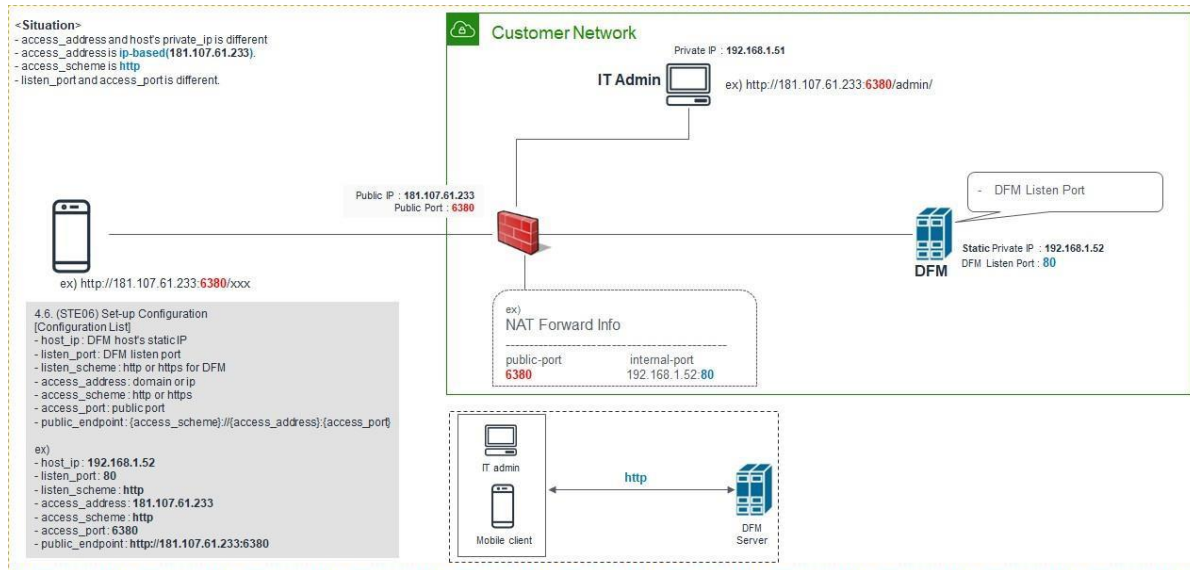 <Situation>
- access_address and host's private_ip is different
- access_address is ip-based(181.107.61.233).
- access_scheme is http
- listen_port and access_port is different.
Customer Network
Private IP : 192.168.1.51
IT Admin
ex) http://181.107.61.233:6380/admin/
Public IP : 181.107.61.233
Public Port : 6380
- DFM Listen Port
Static Private IP : 192.168.1.52
DFM Listen Port : 80
DFM
ex) http://181.107.61.233:6380/xxx
ex)
NAT Forward Info
public-port internal-port
6380 192.168.1.52:80
4.6. (STE06) Set-up Configuration
[Configuration List]
- host_ip : DFM host's static IP
- listen_port : DFM listen port
- listen_scheme : http or https for DFM
- access_address : domain or ip
- access_scheme : http or https
- access_port : public port
- public_endpoint : {access_scheme}://{access_address}:{access_port}
ex)
- host_ip : 192.168.1.52
- listen_port : 80
- listen_scheme : http
- access_address : 181.107.61.233
- access_scheme : http
- access_port : 6380
- public_endpoint : http://181.107.61.233:6380
IT admin
http
Mobile client
DFM
Server